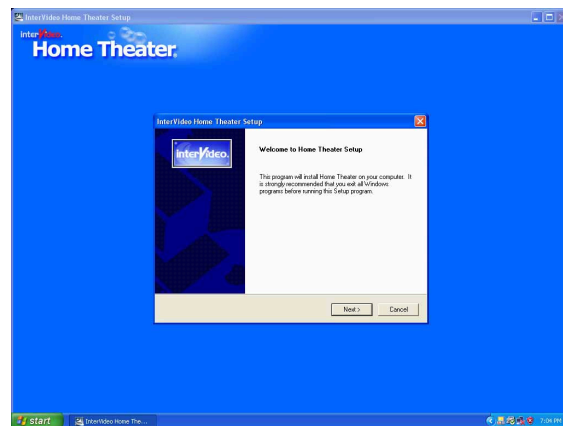 InterVideo Home Theater Setup
InterVideo.
Home Theater.
InterVideo Home Theater Setup
InterVideo.
Welcome to Home Theater Setup
This program will install Home Theater on your computer. It
is strongly recommended that you exit all Windows
programs before running this Setup program.
Next >
Cancel
start
InterVideo Home The...
7:04 PM